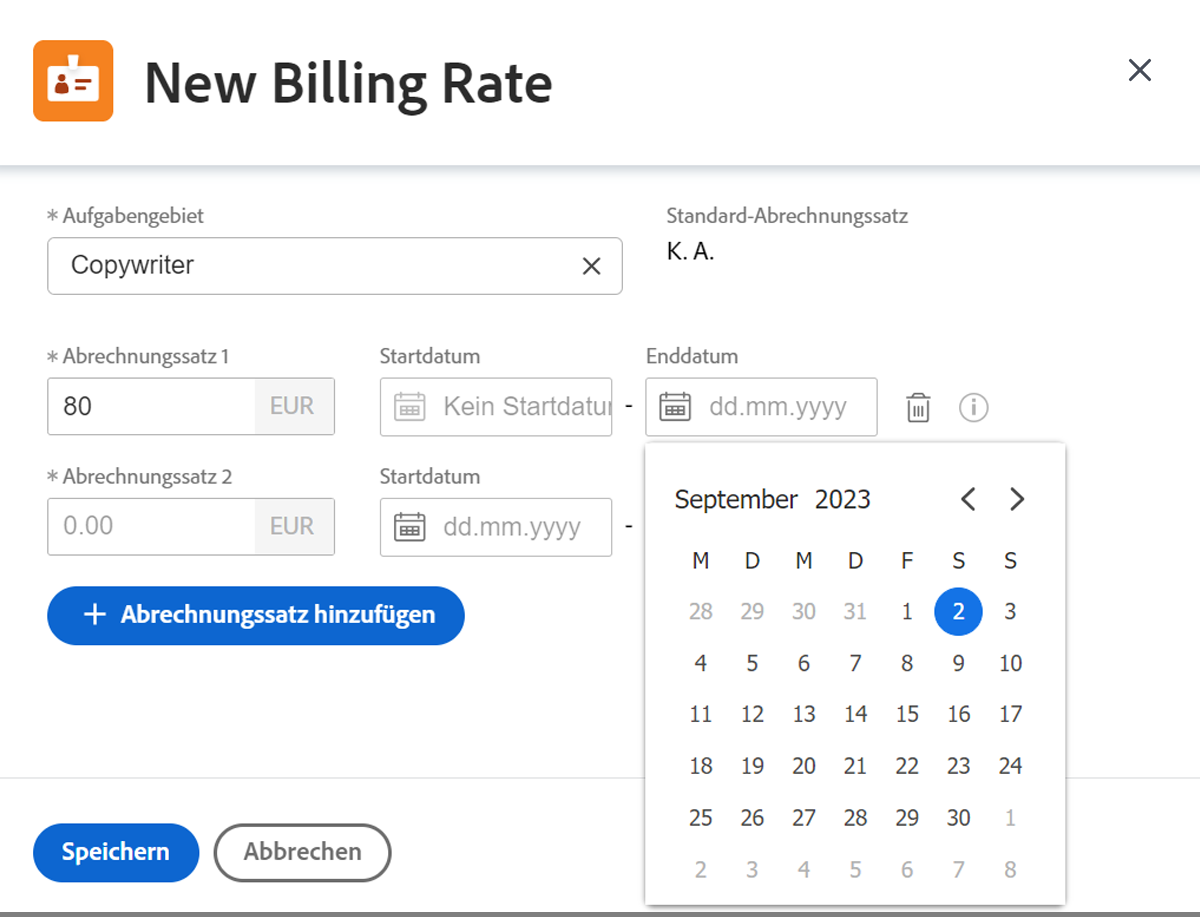 New Billing Rate
* Aufgabengebiet
Standard-Abrechnungssatz
Copywriter
K. A.
* Abrechnungssatz 1
Startdatum
Enddatum
80 EUR
Kein Startdatu
-
dd.mm.yyyy
* Abrechnungssatz 2
Startdatum
0.00 EUR
dd.mm.yyyy
-
September 2023
M D M D F S S
28 29 30 31 1 2 3
4 5 6 7 8 9 10
11 12 13 14 15 16 17
18 19 20 21 22 23 24
25 26 27 28 29 30 1
2 3 4 5 6 7 8
+ Abrechnungssatz hinzufügen
Speichern
Abbrechen